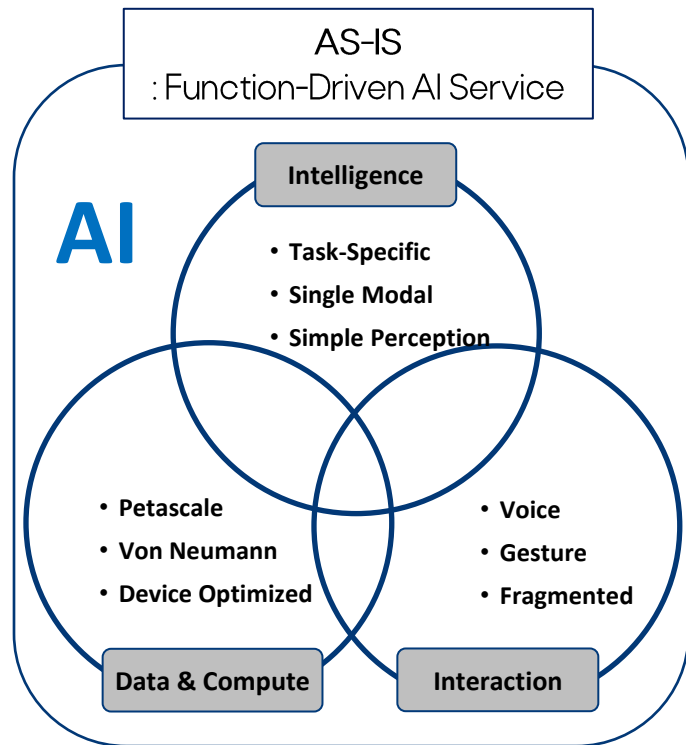 AS-IS
: Function-Driven AI Service
Intelligence
AI
• Task-Specific
• Single Modal
• Simple Perception
• Petascale
• Von Neumann
• Device Optimized
• Voice
• Gesture
• Fragmented
Data & Compute
Interaction